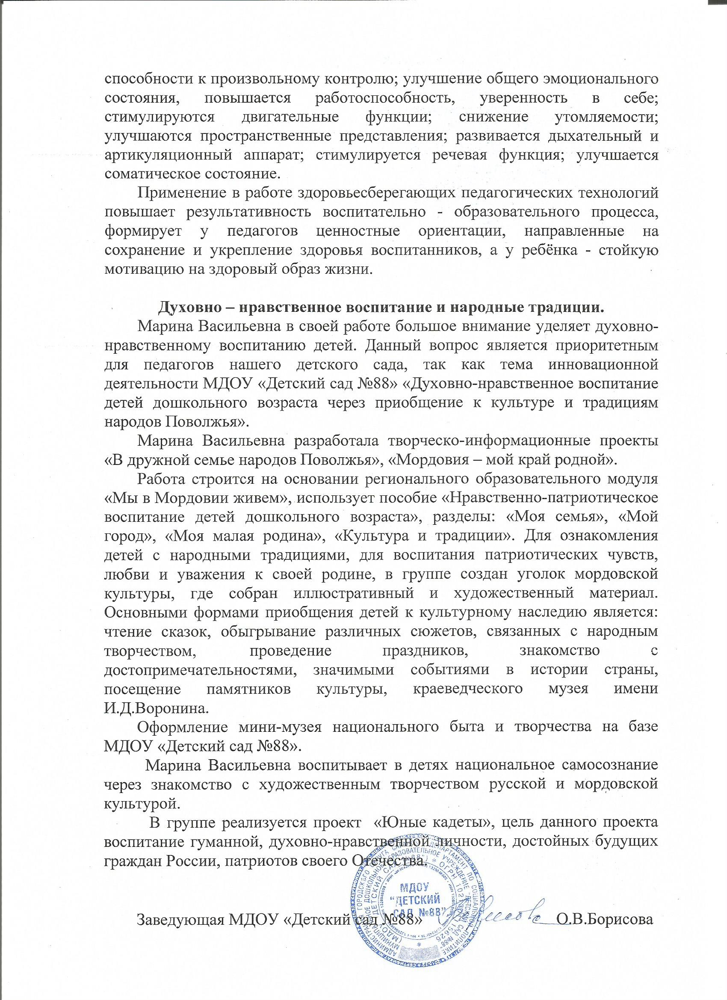 способности к произвольному контролю; улучшение общего эмоционального
состояния, повышается работоспособность, уверенность в себе;
стимулируются двигательные функции; снижение утомляемости;
улучшаются пространственные представления; развивается дыхательный и
артикуляционный аппарат; стимулируется речевая функция; улучшается
соматическое состояние.
Применение в работе здоровьесберегающих педагогических технологий
повышает результативность воспитательно - образовательного процесса,
формирует у педагогов ценностные ориентации, направленные на
сохранение и укрепление здоровья воспитанников, а у ребёнка - стойкую
мотивацию на здоровый образ жизни.
Духовно – нравственное воспитание и народные традиции.
Марина Васильевна в своей работе большое внимание уделяет духовно-
нравственному воспитанию детей. Данный вопрос является приоритетным
для педагогов нашего детского сада, так как тема инновационной
деятельности МДОУ «Детский сад №88» «Духовно-нравственное воспитание
детей дошкольного возраста через приобщение к культуре и традициям
народов Поволжья».
Марина Васильевна разработала творческо-информационные проекты
«В дружной семье народов Поволжья», «Мордовия – мой край родной».
Работа строится на основании регионального образовательного модуля
«Мы в Мордовии живем», использует пособие «Нравственно-патриотическое
воспитание детей дошкольного возраста», разделы: «Моя семья», «Мой
город», «Моя малая родина», «Культура и традиции». Для ознакомления
детей с народными традициями, для воспитания патриотических чувств,
любви и уважения к своей родине, в группе создан уголок мордовской
культуры, где собран иллюстративный и художественный материал.
Основными формами приобщения детей к культурному наследию является:
чтение сказок, обыгрывание различных сюжетов, связанных с народным
творчеством, проведение праздников, знакомство с
достопримечательностями, значимыми событиями в истории страны,
посещение памятников культуры, краеведческого музея имени
И.Д.Воронина.
Оформление мини-музея национального быта и творчества на базе
МДОУ «Детский сад №88».
Марина Васильевна воспитывает в детях национальное самосознание
через знакомство с художественным творчеством русской и мордовской
культурой.
В группе реализуется проект «Юные кадеты», цель данного проекта
воспитание гуманной, духовно-нравственной личности, достойных будущих
граждан России, патриотов своего Отечества.
МДОУ
"ДЕТСКИЙ
САД №88"
Заведующая МДОУ «Детский сад №88» О.В.Борисова